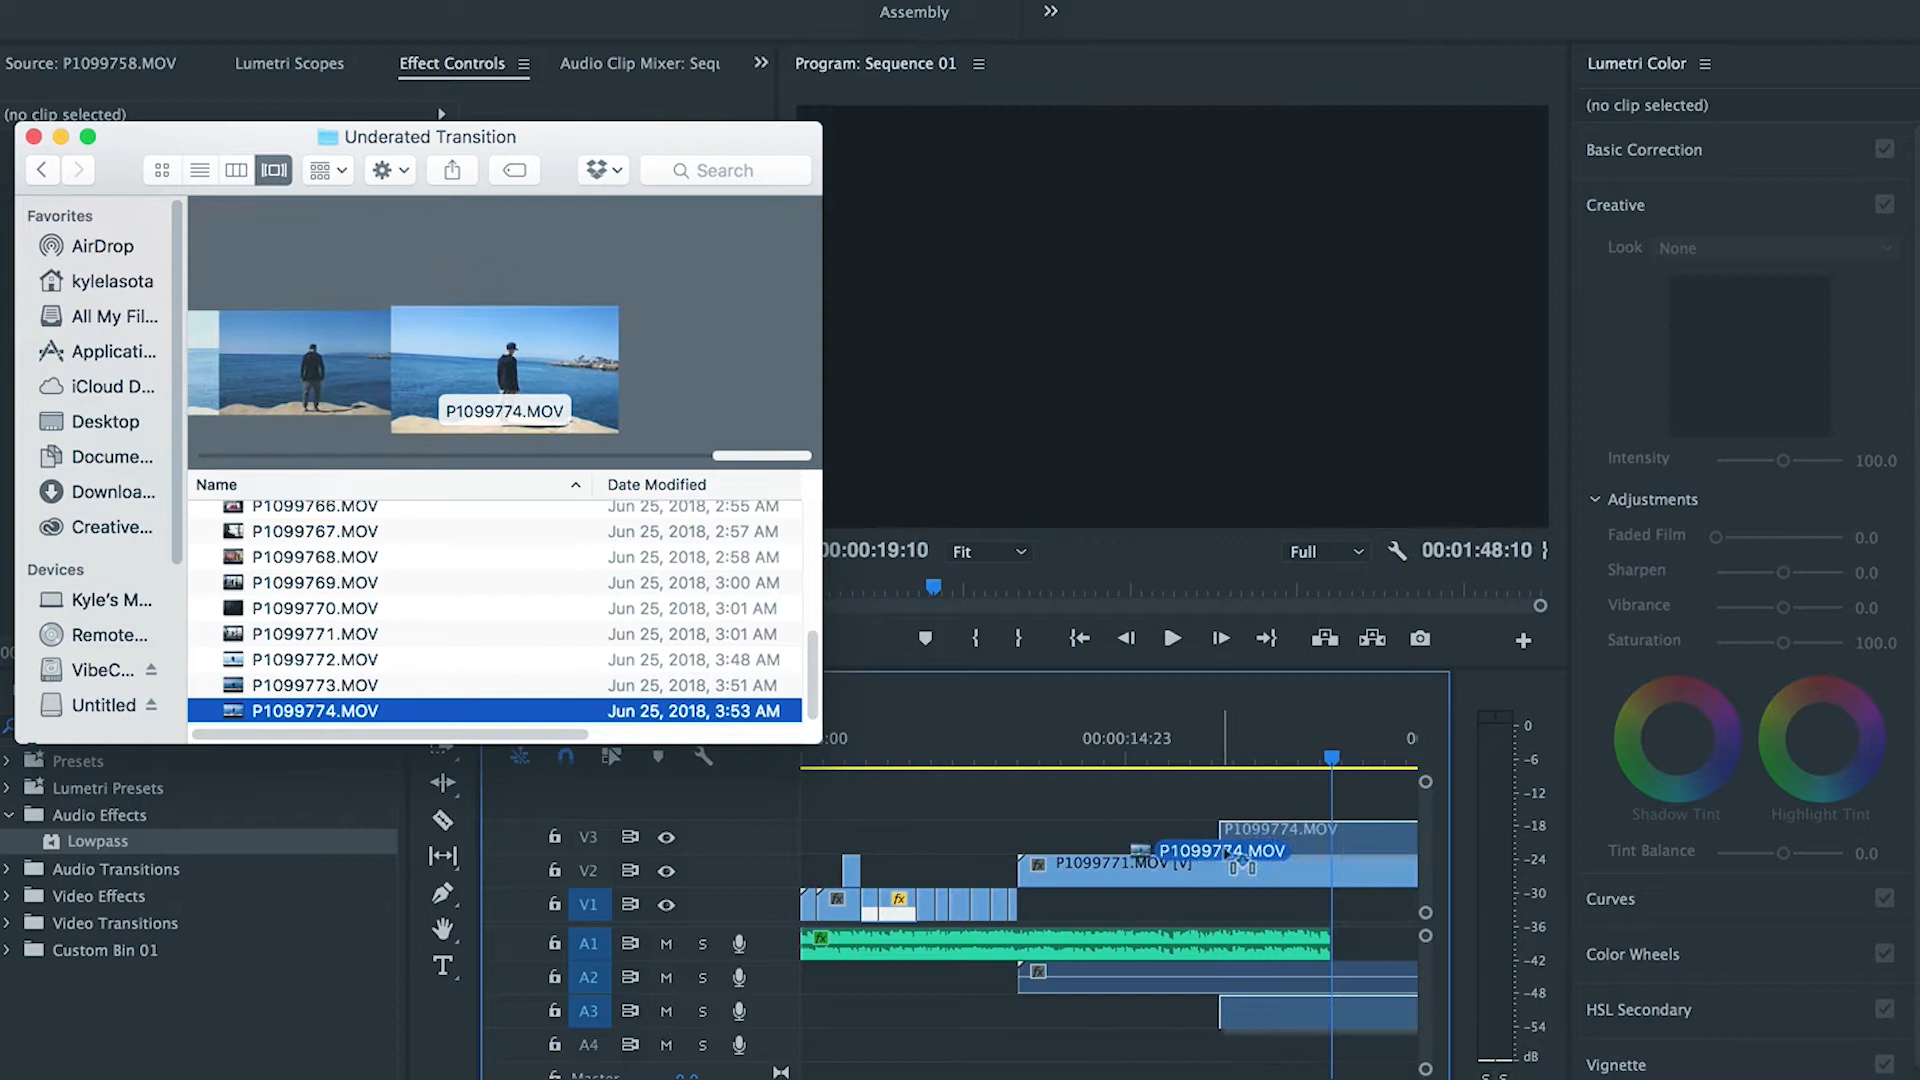 Assembly
Source: P1099758.MOV
Lumetri Scopes
Effect Controls
Audio Clip Mixer: Sequ
Program: Sequence 01
Lumetri Color
(no clip selected)
(no clip selected)
Underated Transition
Search
Favorites
AirDrop
kylelasota
All My Fil...
Applicati...
iCloud D...
Desktop
Docume...
Downloa...
Creative...
Devices
Kyle's M...
Remote...
VibeC...
Untitled
P1099774.MOV
Name
Date Modified
P1099766.MOV Jun 25, 2018, 2:55 AM
P1099767.MOV Jun 25, 2018, 2:57 AM
P1099768.MOV Jun 25, 2018, 2:58 AM
P1099769.MOV Jun 25, 2018, 3:00 AM
P1099770.MOV Jun 25, 2018, 3:01 AM
P1099771.MOV Jun 25, 2018, 3:01 AM
P1099772.MOV Jun 25, 2018, 3:48 AM
P1099773.MOV Jun 25, 2018, 3:51 AM
P1099774.MOV Jun 25, 2018, 3:53 AM
00:00:19:10
Fit
Full
00:01:48:10
Basic Correction
Creative
Look None
Intensity 100.0
Adjustments
Faded Film 0.0
Sharpen 0.0
Vibrance 0.0
Saturation 100.0
Shadow Tint
Highlight Tint
Tint Balance 0.0
Curves
Color Wheels
HSL Secondary
Vignette
Presets
Lumetri Presets
Audio Effects
Lowpass
Audio Transitions
Video Effects
Video Transitions
Custom Bin 01
:00
00:00:14:23
0
V3
V2
V1
A1 M S
A2 M S
A3 M S
A4 M S
P1099774.MOV
P1099774.MOV
P1099771.MOV [V]
fx
fx
fx
fx
fx
0
-6
-12
-18
-24
-30
-36
-42
-48
-54
dB
S S